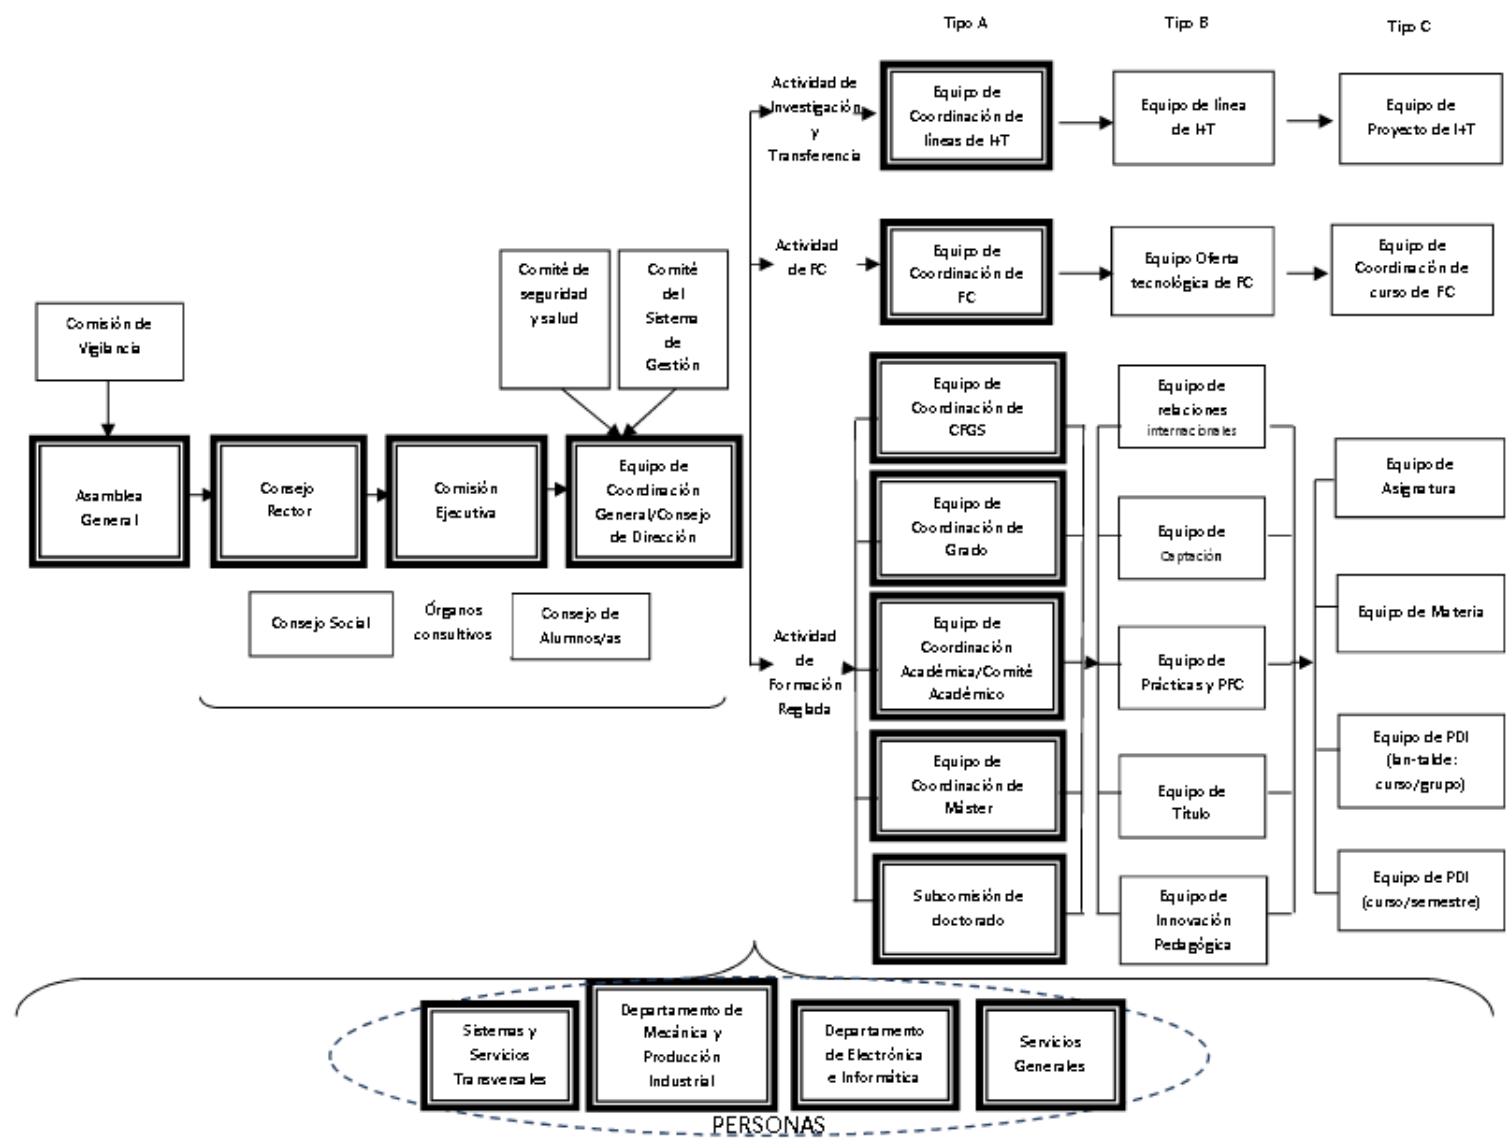 Tipo A
Tipo B
Tipo C
Actividad de
Investigación
y
Transferencia
Equipo de
Coordinación de
líneas de I+T
Equipo de línea
de I+T
Equipo de
Proyecto de I+T
Actividad
de FC
Equipo de
Coordinación de
FC
Equipo Oferta
tecnológica de FC
Equipo de
Coordinación de
curso de FC
Comité de
seguridad
y salud
Comité
del
Sistema
de
Gestión
Comisión de
Vigilancia
Asamblea
General
Consejo
Rector
Comisión
Ejecutiva
Equipo de
Coordinación
General/Consejo
de Dirección
Consejo Social
Órganos
consultivos
Consejo de
Alumnos/as
Actividad
de
Formación
Reglada
Equipo de
Coordinación de
CFGS
Equipo de
Coordinación de
Grado
Equipo de
Coordinación
Académica/Comité
Académico
Equipo de
Coordinación de
Máster
Subcomisión de
doctorado
Equipo de
relaciones
internacionales
Equipo de
Captación
Equipo de
Prácticas y PFC
Equipo de
Título
Equipo de
Innovación
Pedagógica
Equipo de
Asignatura
Equipo de Materia
Equipo de PDI
(lan-talde:
curso/grupo)
Equipo de PDI
(curso/semestre)
Sistemas y
Servicios
Transversales
Departamento de
Mecánica y
Producción
Industrial
Departamento
de Electrónica
e Informática
Servicios
Generales
PERSONAS